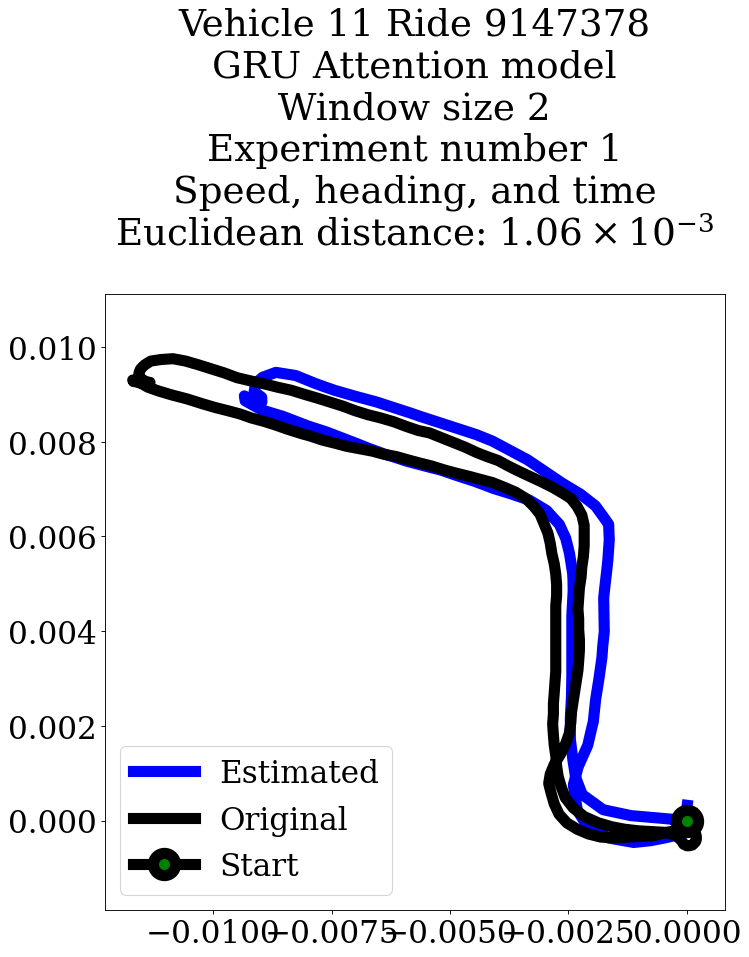 Vehicle 11 Ride 9147378
GRU Attention model
Window size 2
Experiment number 1
Speed, heading, and time
Euclidean distance: 1.06 × 10⁻³
0.010
0.008
0.006
0.004
0.002
0.000
Estimated
Original
Start
−0.0100 −0.0075 −0.0050 −0.0025 0.0000